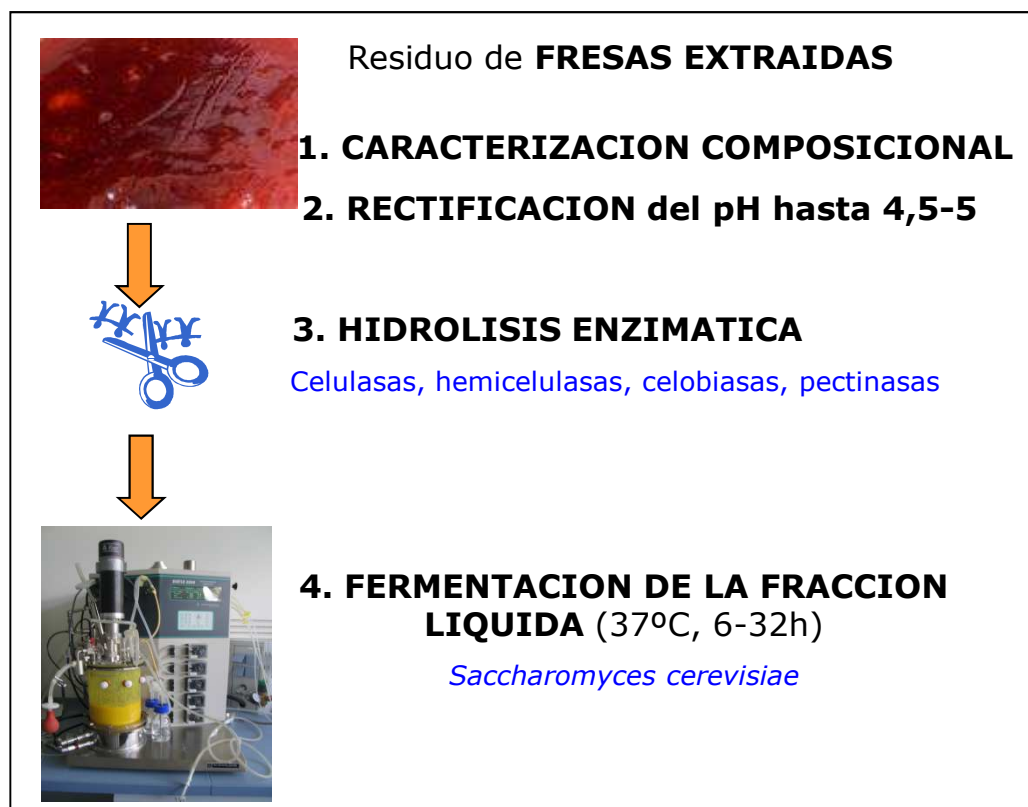 Residuo de FRESAS EXTRAIDAS
1. CARACTERIZACION COMPOSICIONAL
2. RECTIFICACION del pH hasta 4,5-5
3. HIDROLISIS ENZIMATICA
Celulasas, hemicelulasas, celobiasas, pectinasas
4. FERMENTACION DE LA FRACCION
LIQUIDA (37ºC, 6-32h)
Saccharomyces cerevisiae